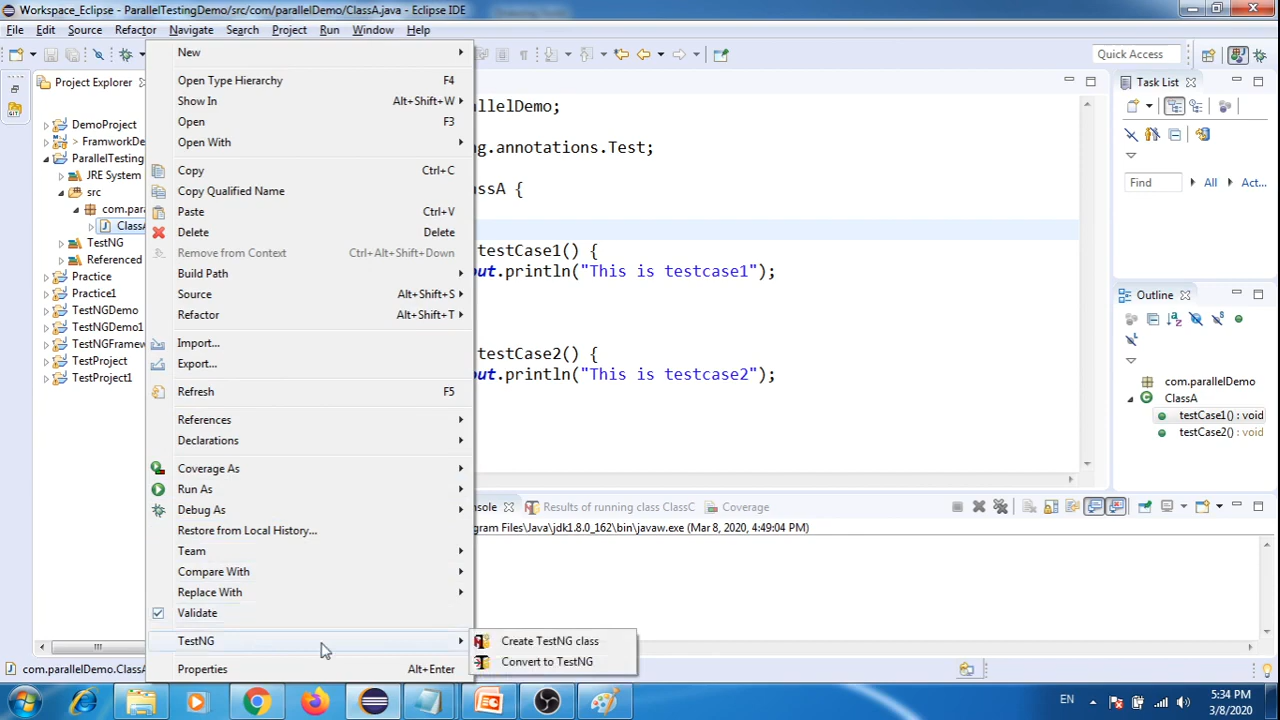 Workspace_Eclipse - ParallelTestingDemo/src/com/parallelDemo/ClassA.java - Eclipse IDE
File Edit Source Refactor Navigate Search Project Run Window Help
Quick Access
Project Explorer
DemoProject
> FramworkDe
ParallelTesting
JRE System
src
com.para
ClassA
TestNG
Referenced
Practice
Practice1
TestNGDemo
TestNGDemo1
TestNGFramew
TestProject
TestProject1
New
Open Type Hierarchy F4
Show In Alt+Shift+W
Open F3
Open With
Copy Ctrl+C
Copy Qualified Name
Paste Ctrl+V
Delete Delete
Remove from Context Ctrl+Alt+Shift+Down
Build Path
Source Alt+Shift+S
Refactor Alt+Shift+T
Import...
Export...
Refresh F5
References
Declarations
Coverage As
Run As
Debug As
Restore from Local History...
Team
Compare With
Replace With
Validate
TestNG
Properties Alt+Enter
Create TestNG class
Convert to TestNG
allelDemo;
ng.annotations.Test;
ssA {
testCase1() {
out.println("This is testcase1");
testCase2() {
out.println("This is testcase2");
Task List
Find All Act...
Outline
com.parallelDemo
ClassA
testCase1() : void
testCase2() : void
nsole Results of running class ClassC Coverage
gram Files\Java\jdk1.8.0_162\bin\javaw.exe (Mar 8, 2020, 4:49:04 PM)
com.parallelDemo.ClassA
EN
5:34 PM
3/8/2020